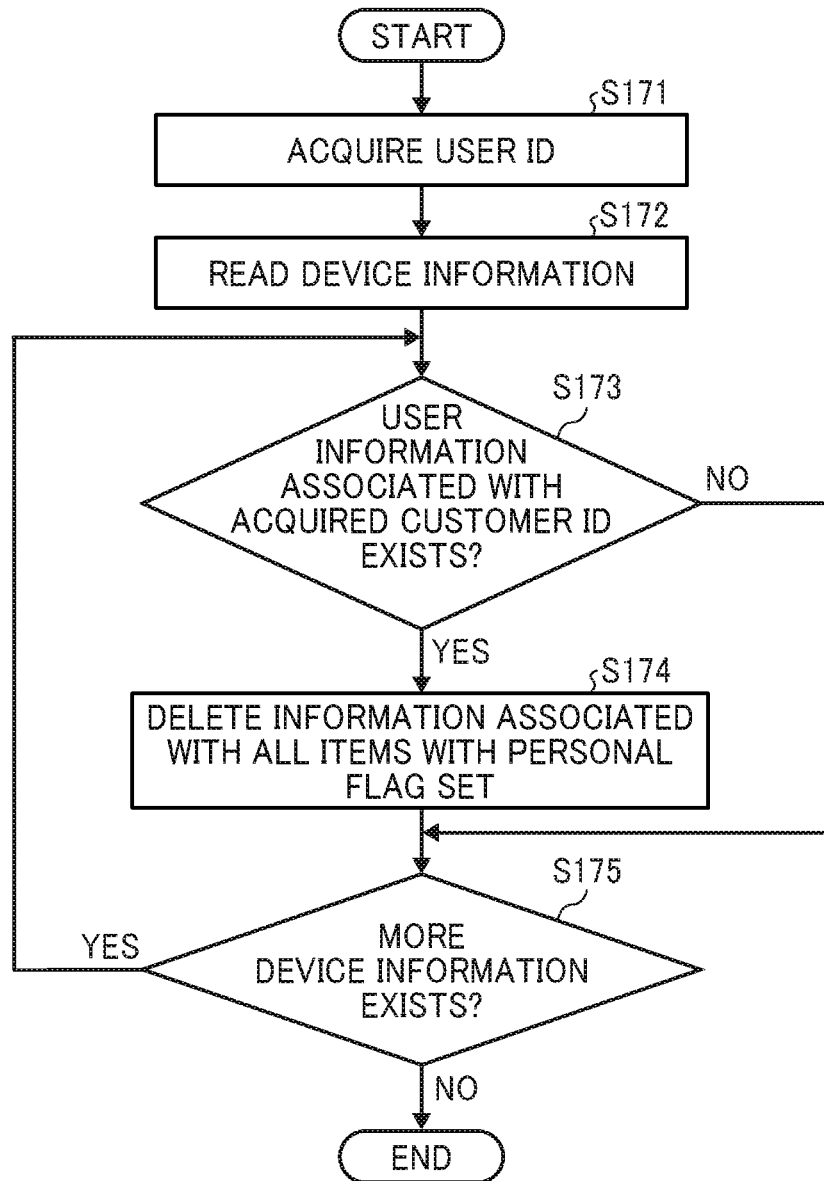 START
S171
ACQUIRE USER ID
S172
READ DEVICE INFORMATION
S173
USER
INFORMATION
ASSOCIATED WITH
ACQUIRED CUSTOMER ID
EXISTS?
NO
YES
S174
DELETE INFORMATION ASSOCIATED
WITH ALL ITEMS WITH PERSONAL
FLAG SET
S175
YES
MORE
DEVICE INFORMATION
EXISTS?
NO
END